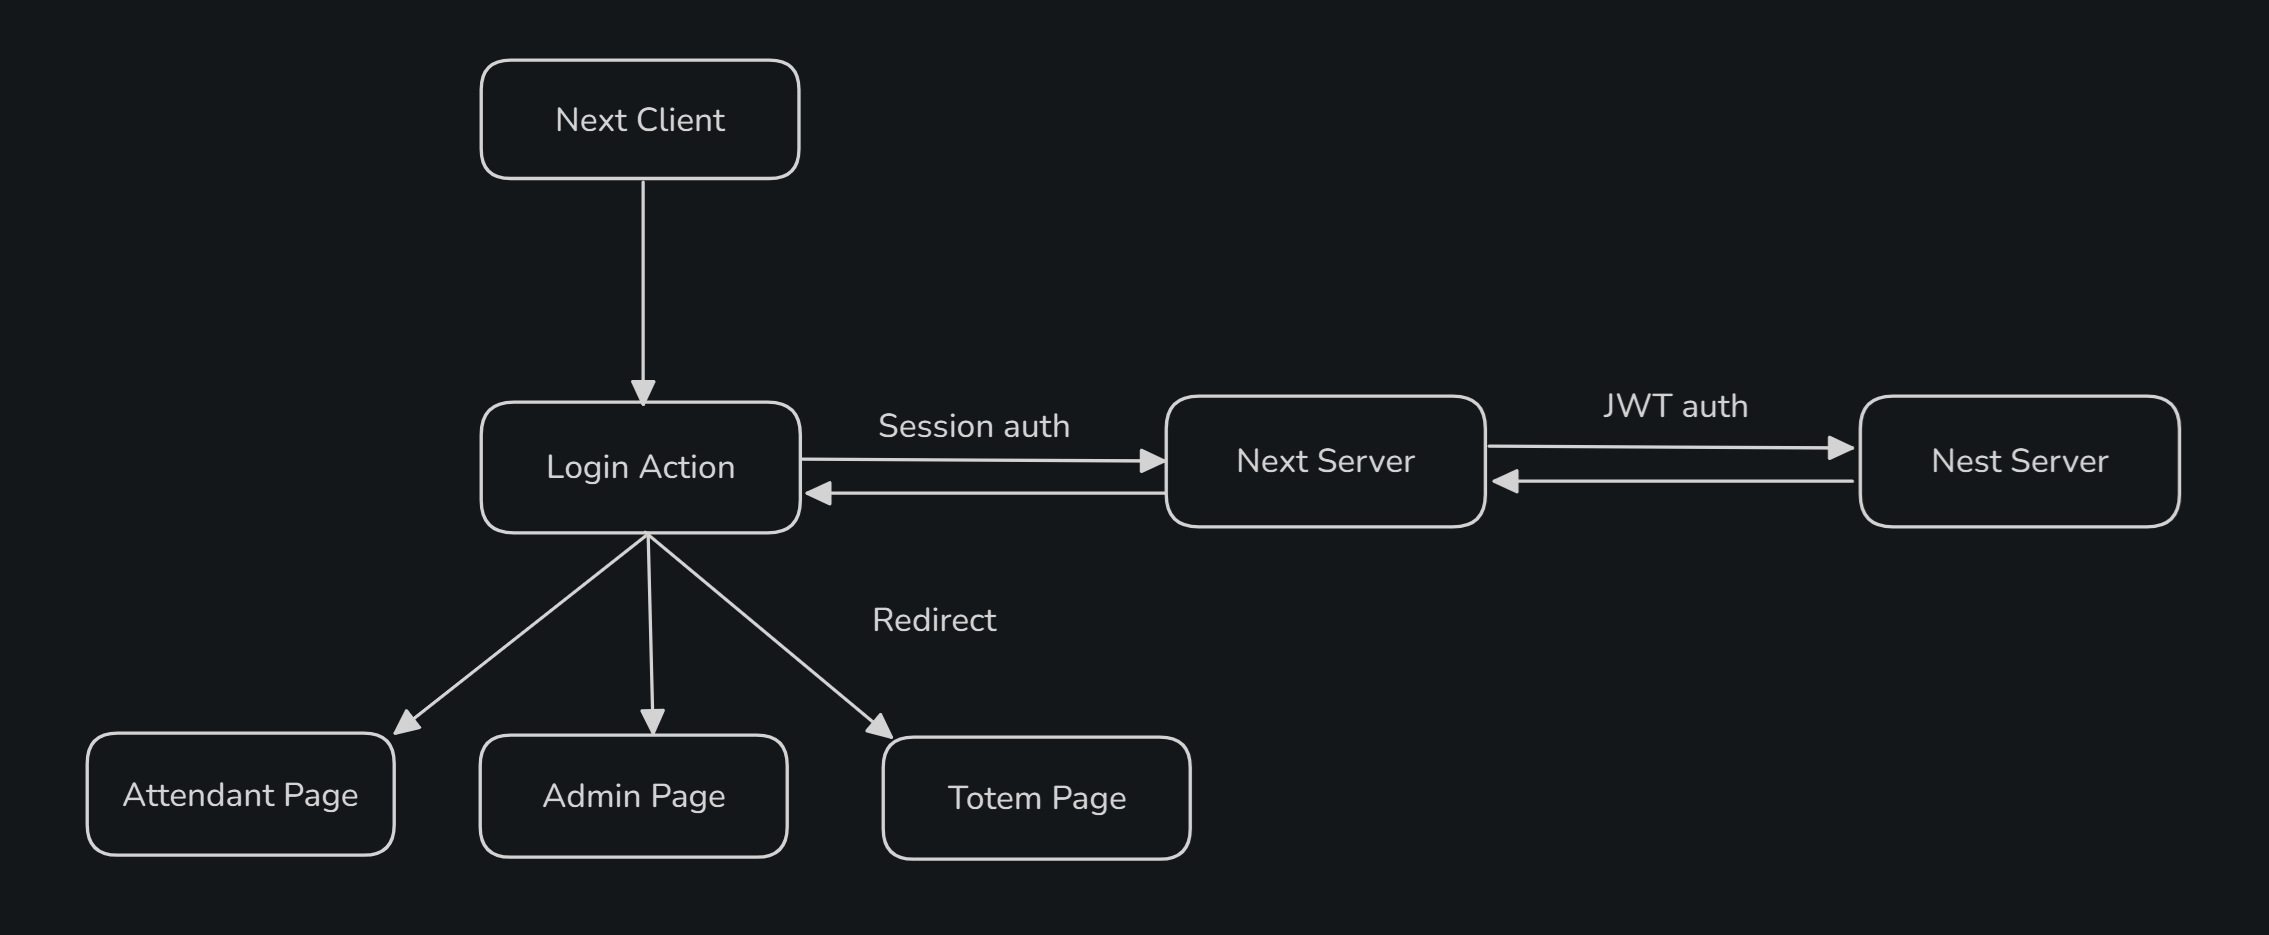 Next Client
Login Action
Session auth
Next Server
JWT auth
Nest Server
Redirect
Attendant Page
Admin Page
Totem Page